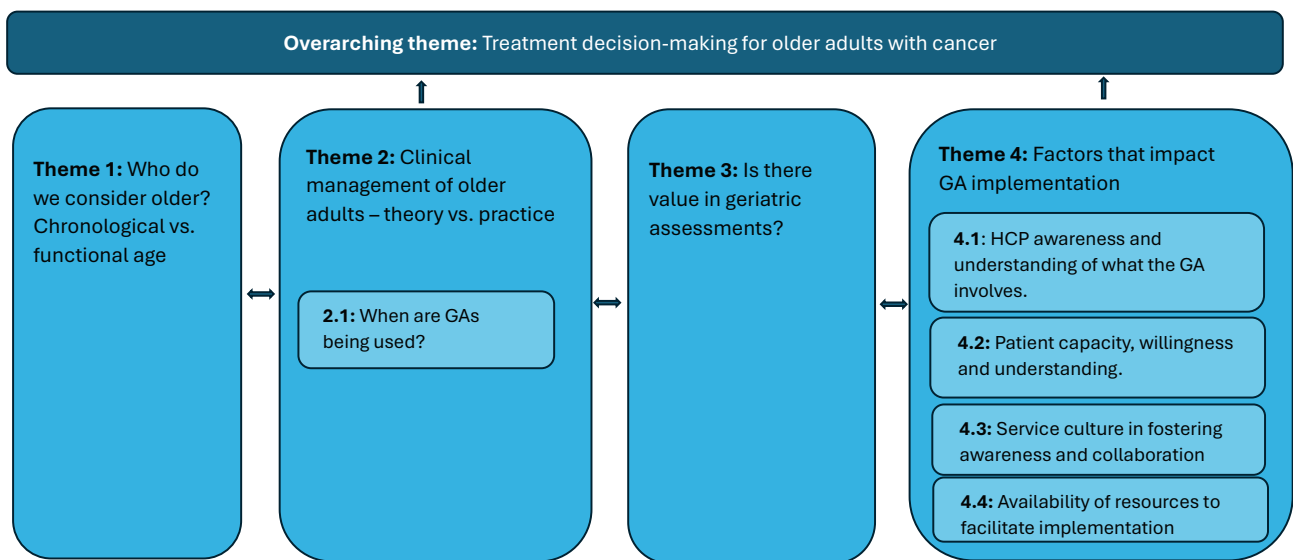 Overarching theme: Treatment decision-making for older adults with cancer
Theme 1: Who do
we consider older?
Chronological vs.
functional age
Theme 2: Clinical
management of older
adults – theory vs. practice
2.1: When are GAs
being used?
Theme 3: Is there
value in geriatric
assessments?
Theme 4: Factors that impact
GA implementation
4.1: HCP awareness and
understanding of what the GA
involves.
4.2: Patient capacity, willingness
and understanding.
4.3: Service culture in fostering
awareness and collaboration
4.4: Availability of resources to
facilitate implementation